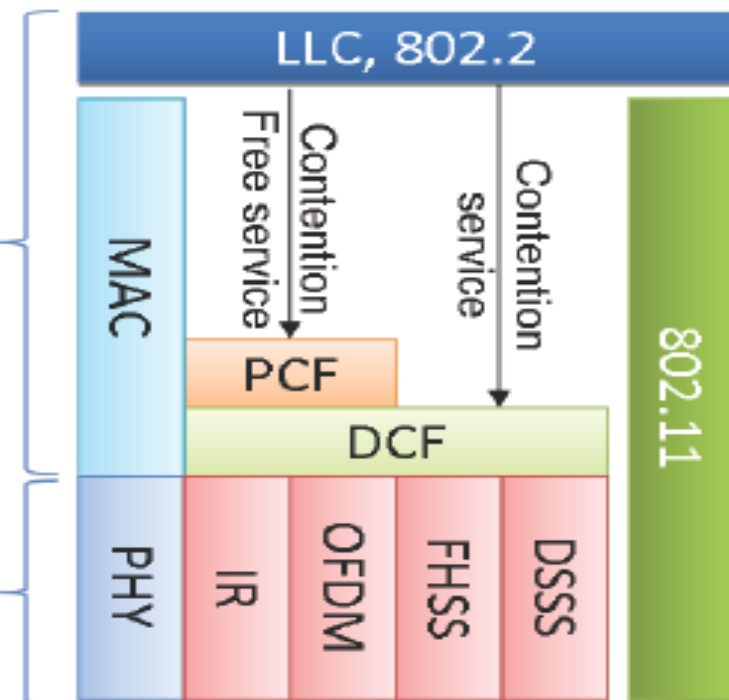 LLC, 802.2
MAC
Contention
Free service
Contention
service
802.11
PCF
DCF
PHY
IR
OFDM
FHSS
DSSS